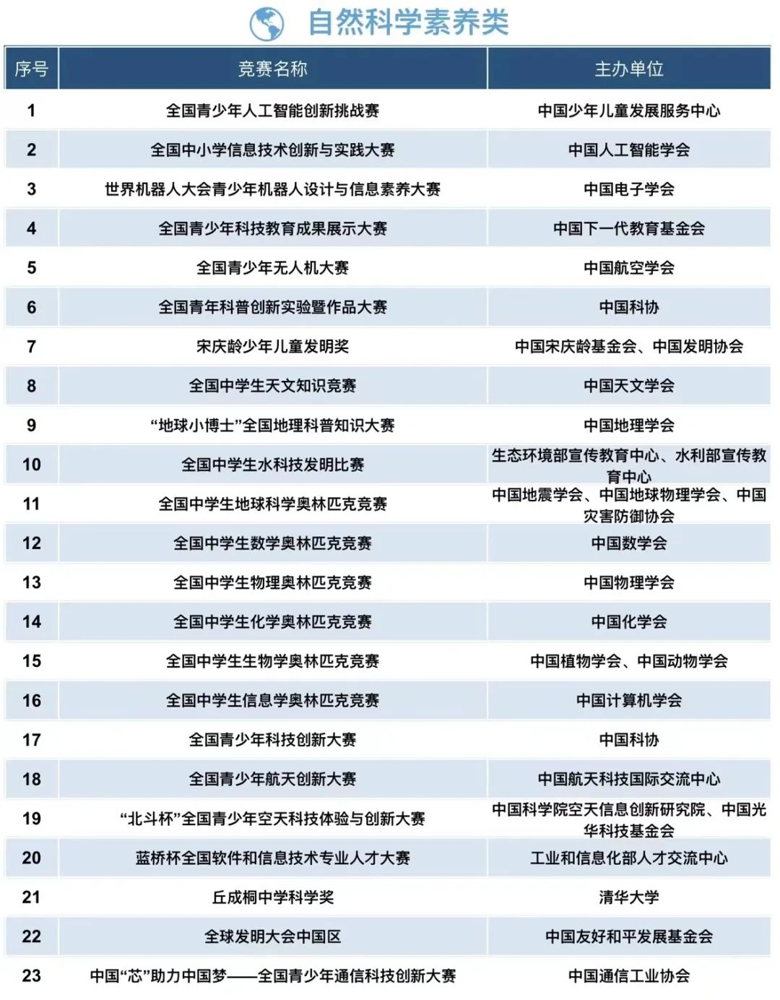 自然科学素养类
序号 竞赛名称 主办单位
1 全国青少年人工智能创新挑战赛 中国少年儿童发展服务中心
2 全国中小学信息技术创新与实践大赛 中国人工智能学会
3 世界机器人大会青少年机器人设计与信息素养大赛 中国电子学会
4 全国青少年科技教育成果展示大赛 中国下一代教育基金会
5 全国青少年无人机大赛 中国航空学会
6 全国青年科普创新实验暨作品大赛 中国科协
7 宋庆龄少年儿童发明奖 中国宋庆龄基金会、中国发明协会
8 全国中学生天文知识竞赛 中国天文学会
9 “地球小博士”全国地理科普知识大赛 中国地理学会
10 全国中学生水科技发明比赛 生态环境部宣传教育中心、水利部宣传教
育中心
11 全国中学生地球科学奥林匹克竞赛 中国地震学会、中国地球物理学会、中国
灾害防御协会
12 全国中学生数学奥林匹克竞赛 中国数学会
13 全国中学生物理奥林匹克竞赛 中国物理学会
14 全国中学生化学奥林匹克竞赛 中国化学会
15 全国中学生生物学奥林匹克竞赛 中国植物学会、中国动物学会
16 全国中学生信息学奥林匹克竞赛 中国计算机学会
17 全国青少年科技创新大赛 中国科协
18 全国青少年航天创新大赛 中国航天科技国际交流中心
19 “北斗杯”全国青少年空天科技体验与创新大赛 中国科学院空天信息创新研究院、中国光
华科技基金会
20 蓝桥杯全国软件和信息技术专业人才大赛 工业和信息化部人才交流中心
21 丘成桐中学科学奖 清华大学
22 全球发明大会中国区 中国友好和平发展基金会
23 中国“芯”助力中国梦——全国青少年通信科技创新大赛 中国通信工业协会